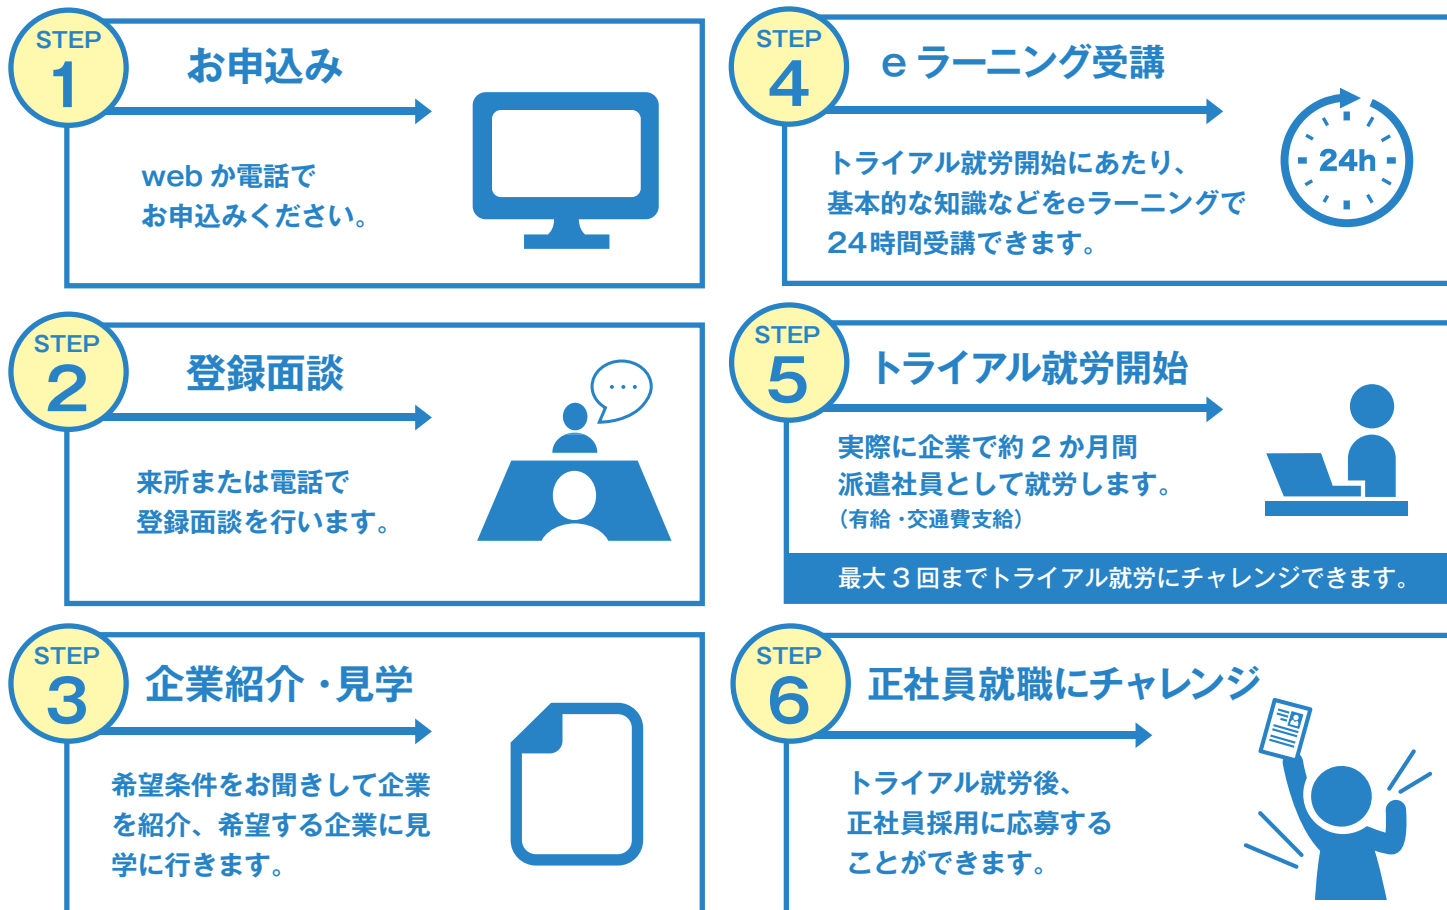 STEP
1
お申込み
web か電話で
お申込みください。
STEP
2
登録面談
来所または電話で
登録面談を行います。
STEP
3
企業紹介・見学
希望条件をお聞きして企業
を紹介、希望する企業に見
学に行きます。
STEP
4
e ラーニング受講
トライアル就労開始にあたり、
基本的な知識などをeラーニングで
24時間受講できます。
24h
STEP
5
トライアル就労開始
実際に企業で約 2 か月間
派遣社員として就労します。
（有給・交通費支給）
最大 3 回までトライアル就労にチャレンジできます。
STEP
6
正社員就職にチャレンジ
トライアル就労後、
正社員採用に応募する
ことができます。